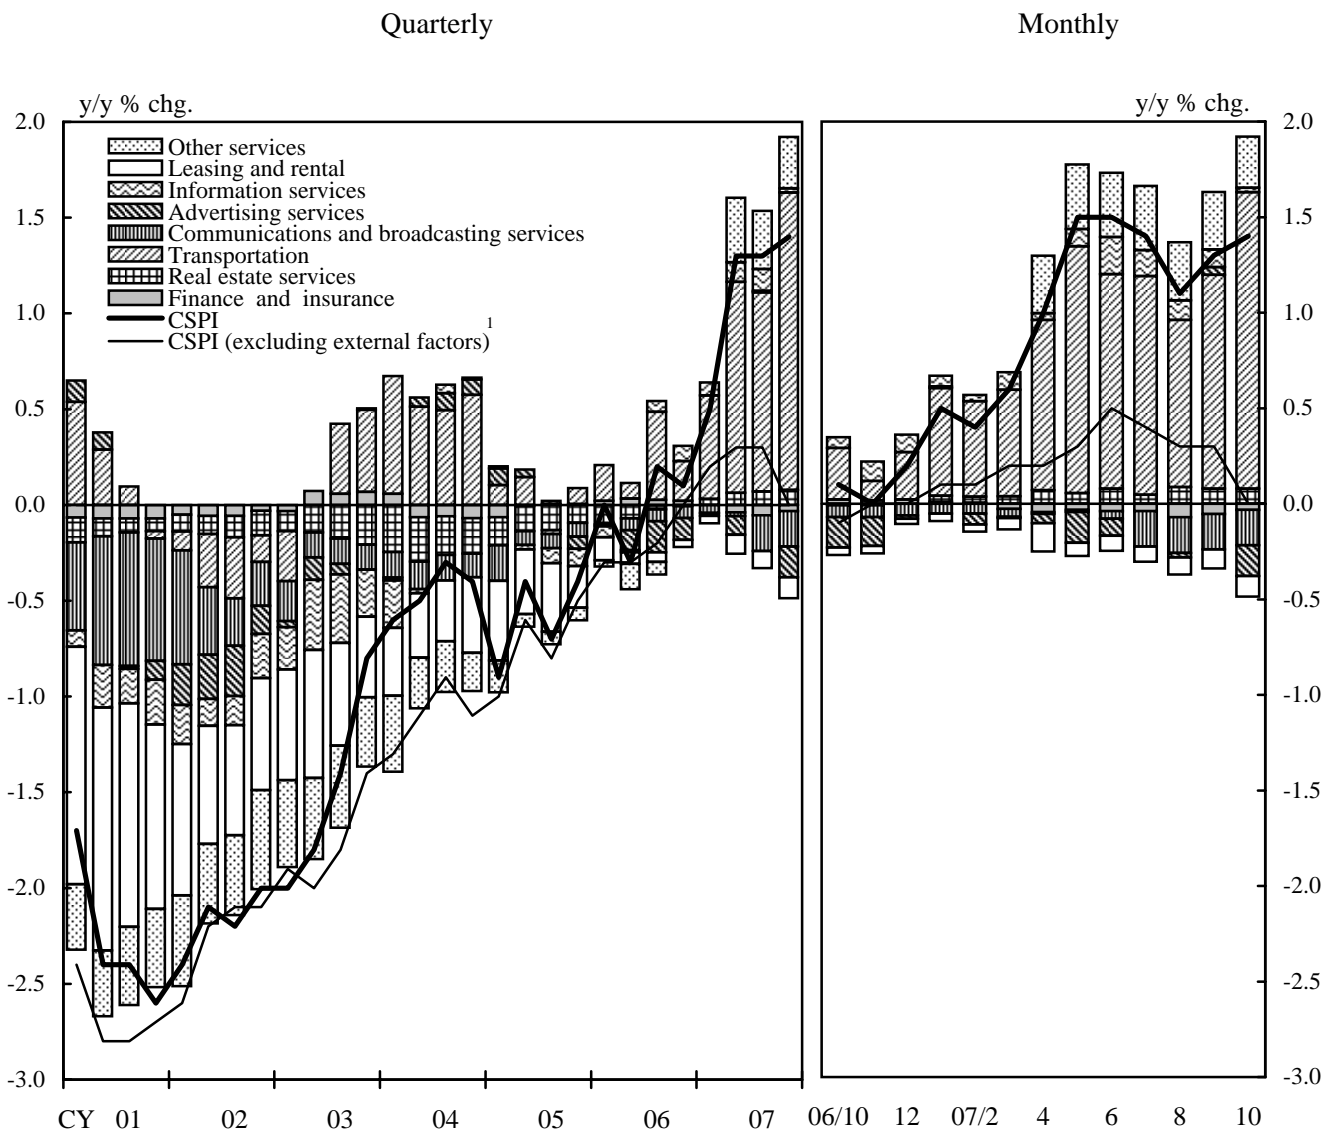 Quarterly
Monthly
y/y % chg.
y/y % chg.
2.0
1.5
1.0
0.5
0.0
-0.5
-1.0
-1.5
-2.0
-2.5
-3.0
Other services
Leasing and rental
Information services
Advertising services
Communications and broadcasting services
Transportation
Real estate services
Finance and insurance
CSPI
CSPI (excluding external factors)1
2.0
1.5
1.0
0.5
0.0
-0.5
-1.0
-1.5
-2.0
-2.5
-3.0
CY 01 02 03 04 05 06 07
06/10 12 07/2 4 6 8 10